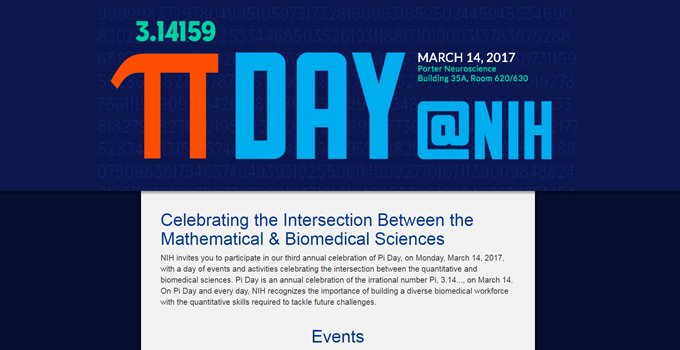 3.14159
π DAY @NIH
MARCH 14, 2017
Porter Neuroscience
Building 35A, Room 620/630
Celebrating the Intersection Between the
Mathematical & Biomedical Sciences
NIH invites you to participate in our third annual celebration of Pi Day, on Monday, March 14, 2017,
with a day of events and activities celebrating the intersection between the quantitative and
biomedical sciences. Pi Day is an annual celebration of the irrational number Pi, 3.14..., on March 14.
On Pi Day and every day, NIH recognizes the importance of building a diverse biomedical workforce
with the quantitative skills required to tackle future challenges.
Events